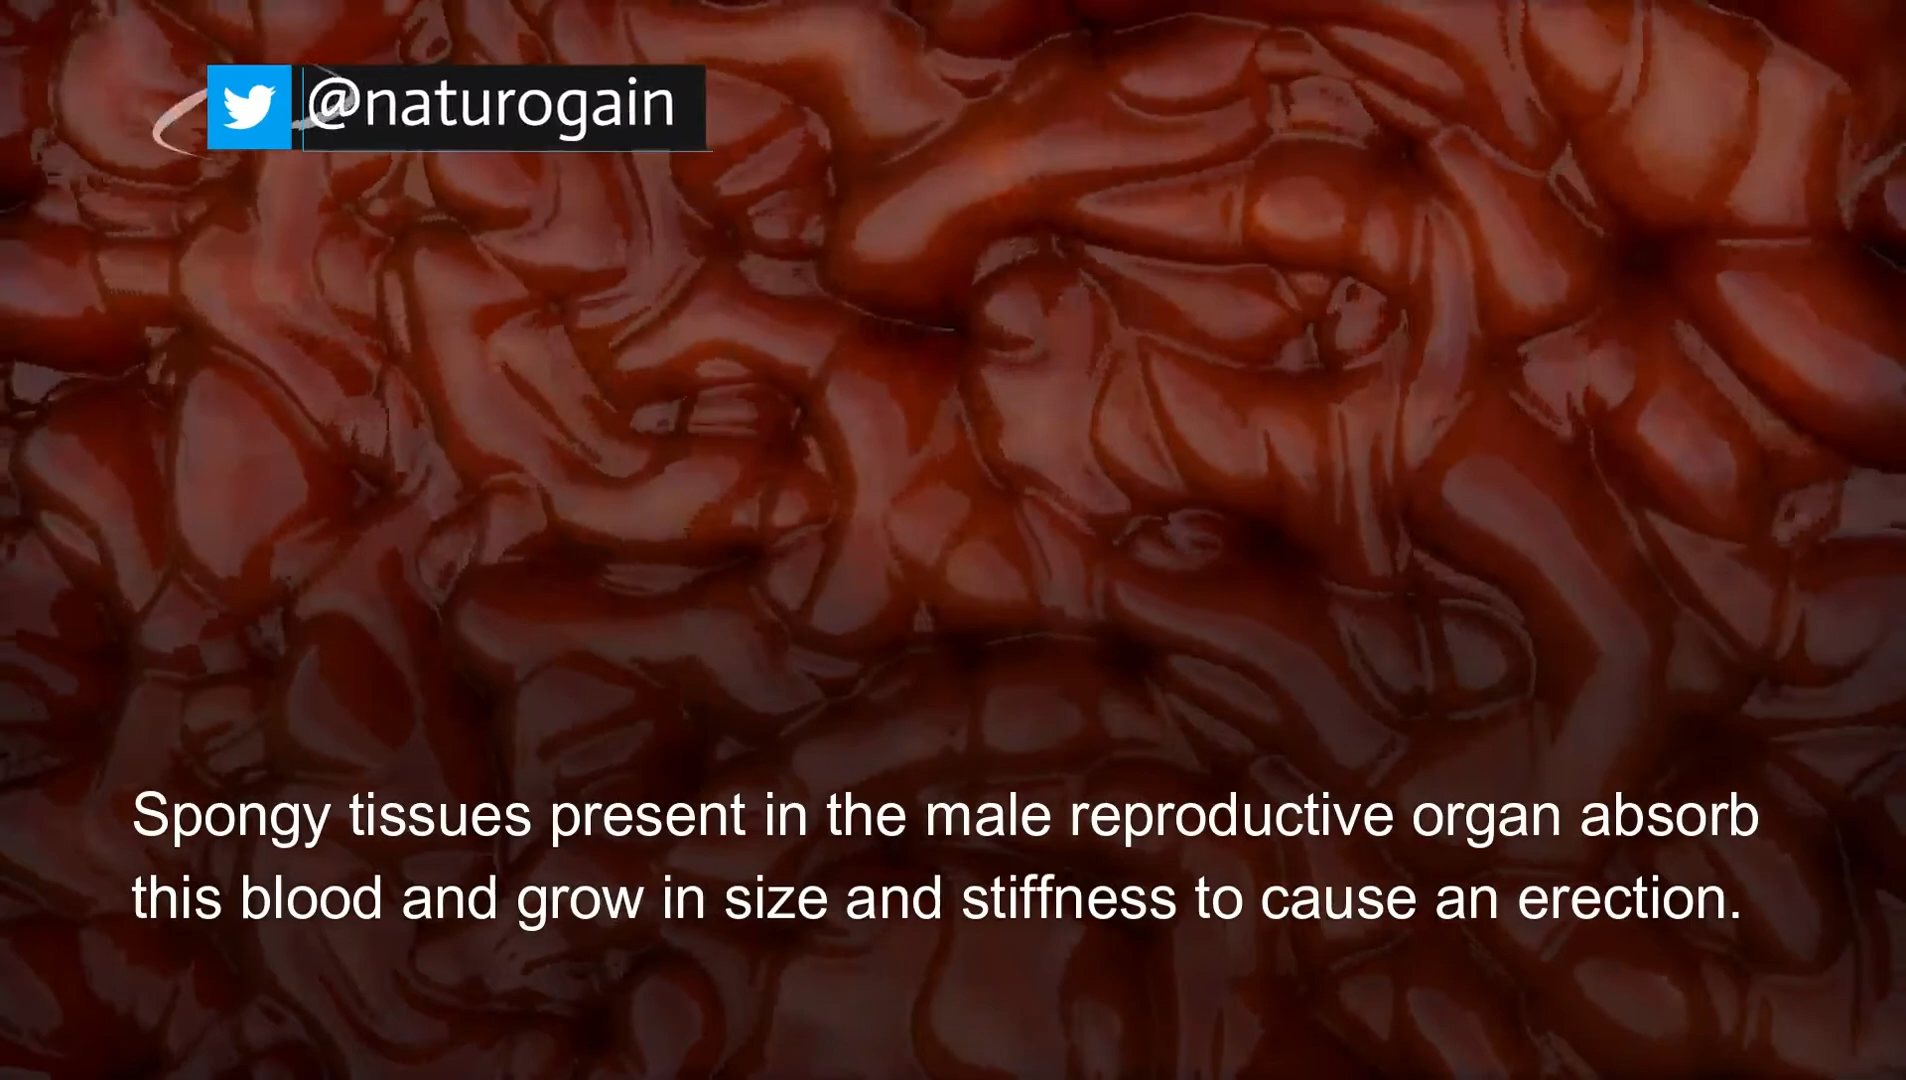 @naturogain
Spongy tissues present in the male reproductive organ absorb
this blood and grow in size and stiffness to cause an erection.